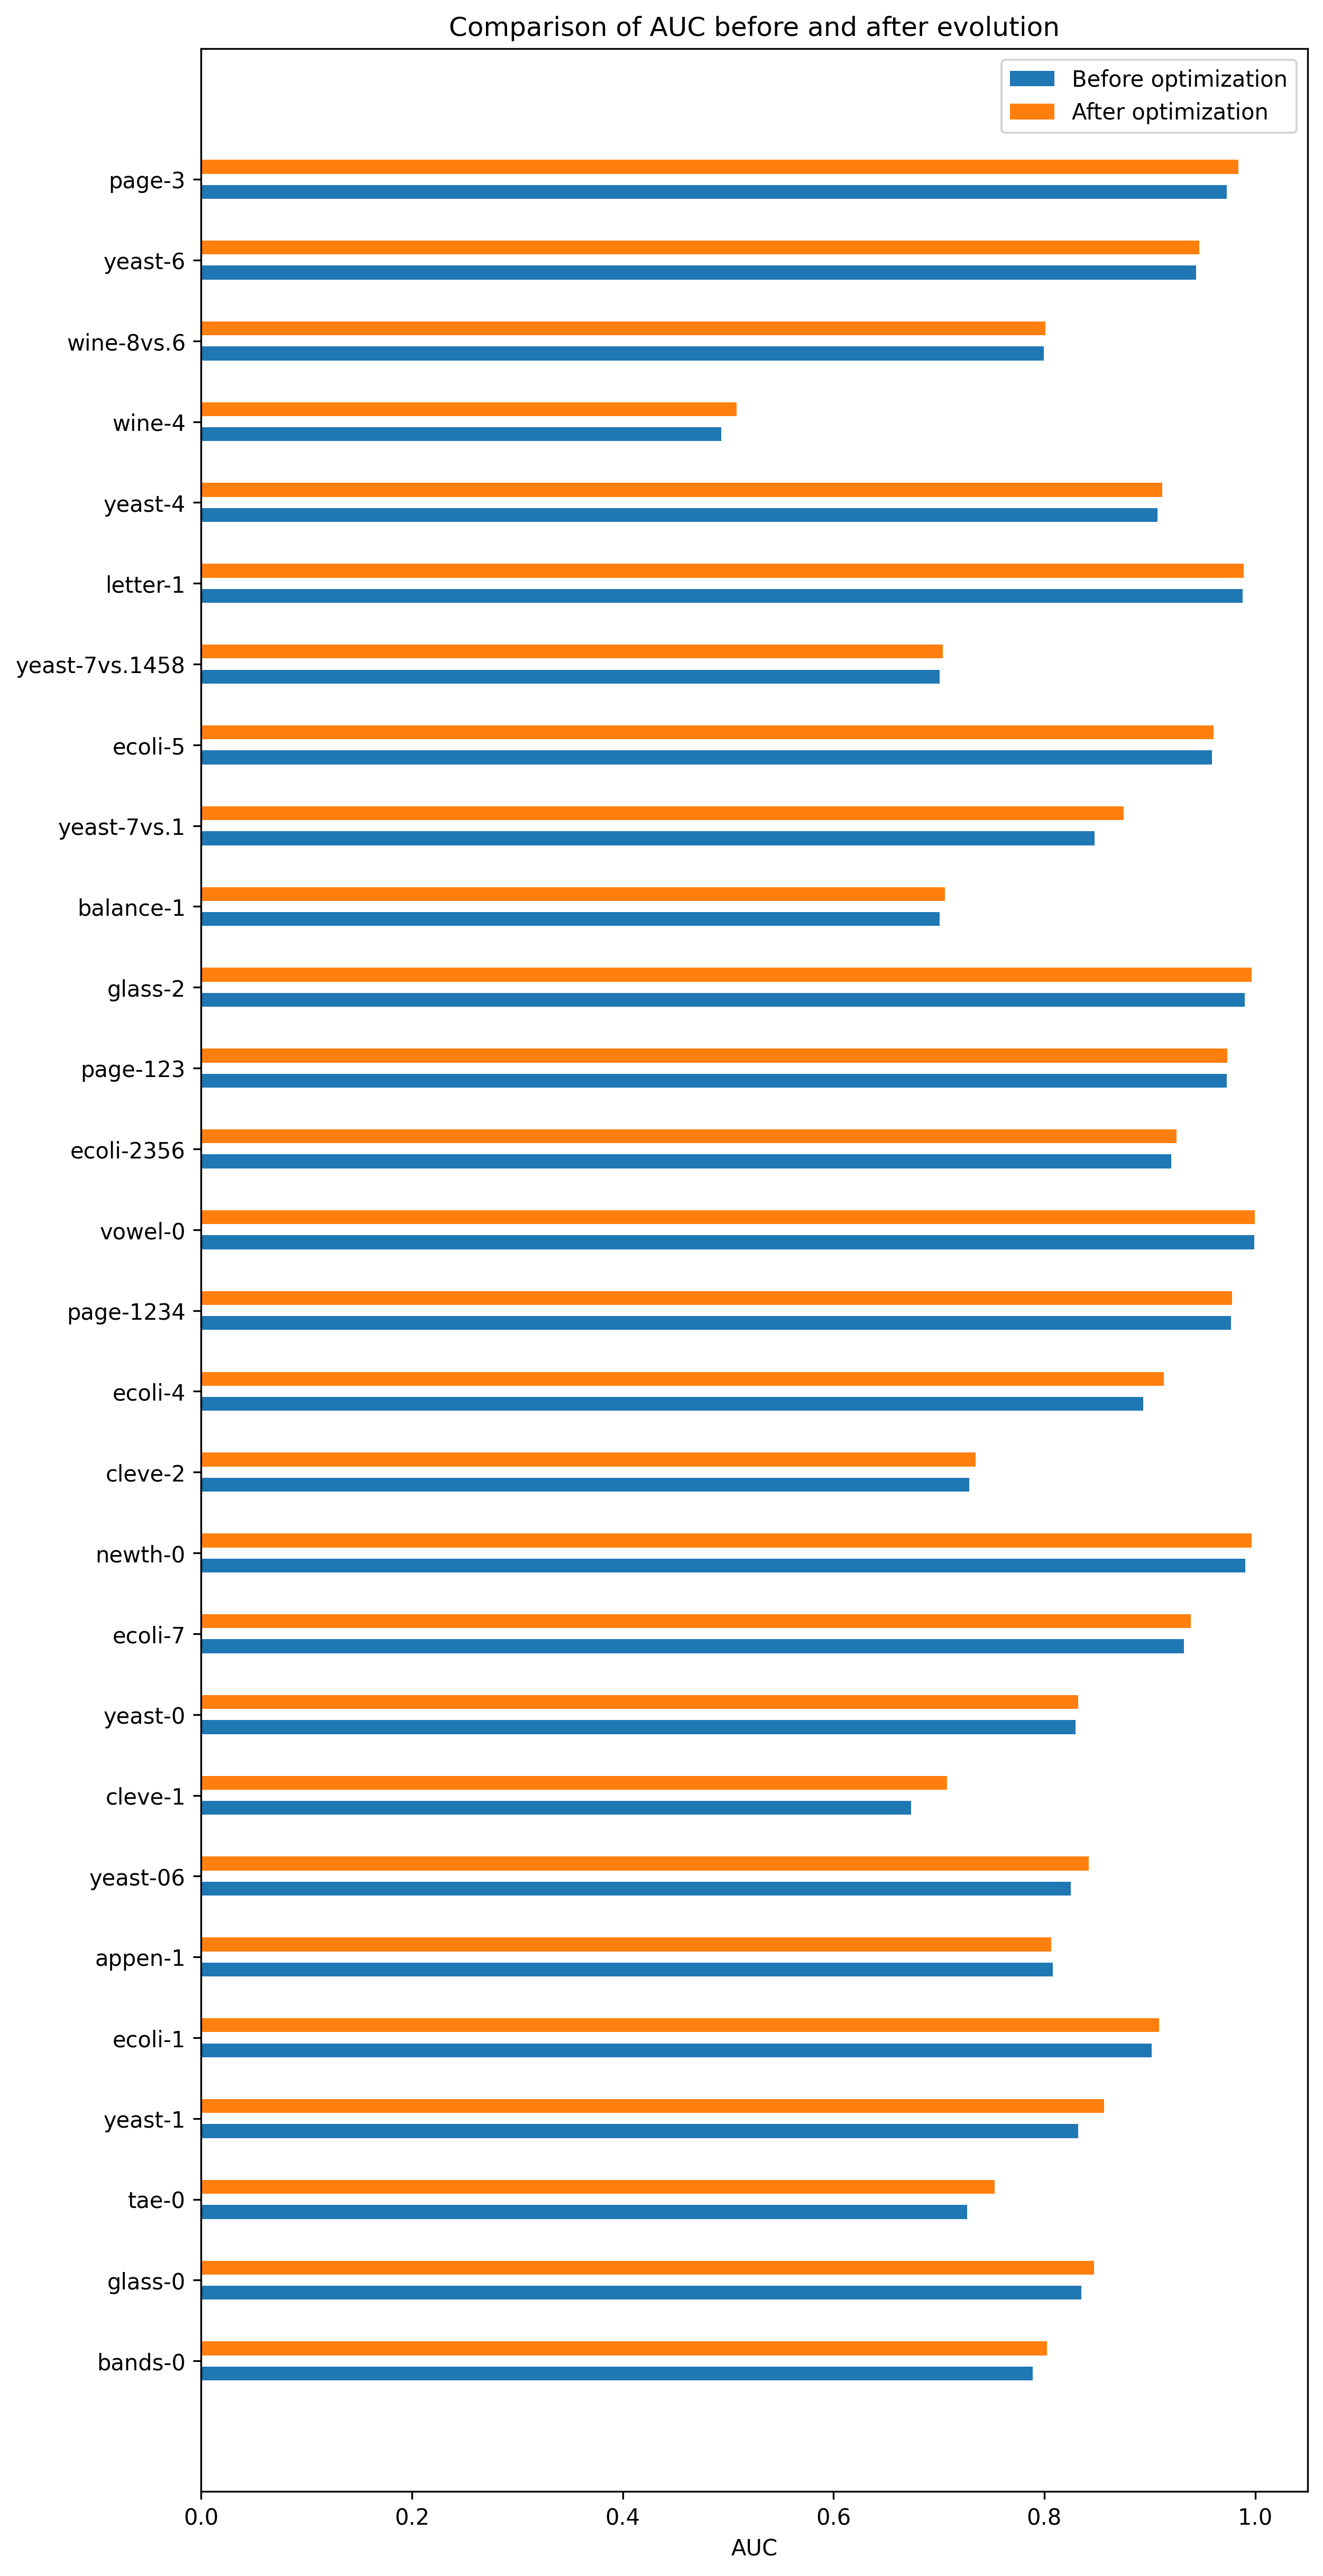 Comparison of AUC before and after evolution
Before optimization
After optimization
page-3
yeast-6
wine-8vs.6
wine-4
yeast-4
letter-1
yeast-7vs.1458
ecoli-5
yeast-7vs.1
balance-1
glass-2
page-123
ecoli-2356
vowel-0
page-1234
ecoli-4
cleve-2
newth-0
ecoli-7
yeast-0
cleve-1
yeast-06
appen-1
ecoli-1
yeast-1
tae-0
glass-0
bands-0
0.0 0.2 0.4 0.6 0.8 1.0
AUC